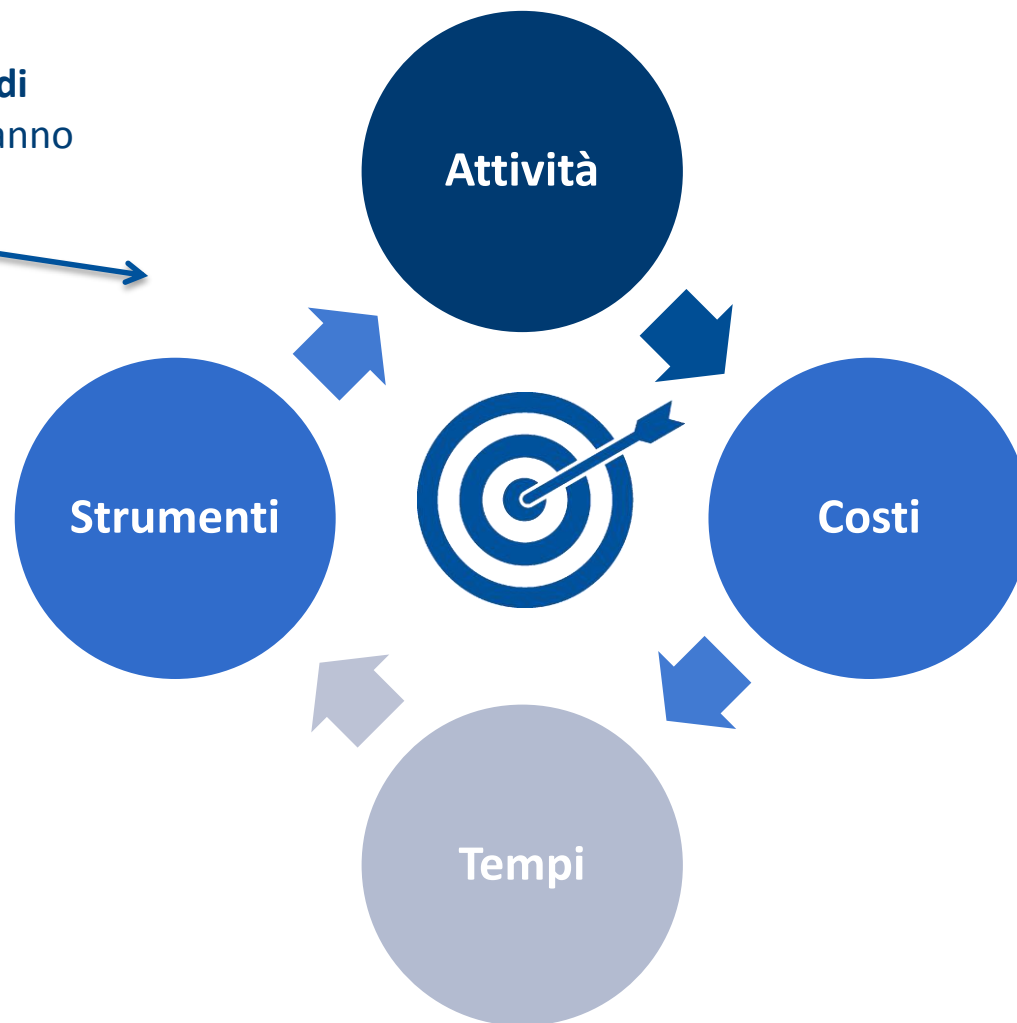 di
anno
Attività
Strumenti
Costi
Tempi